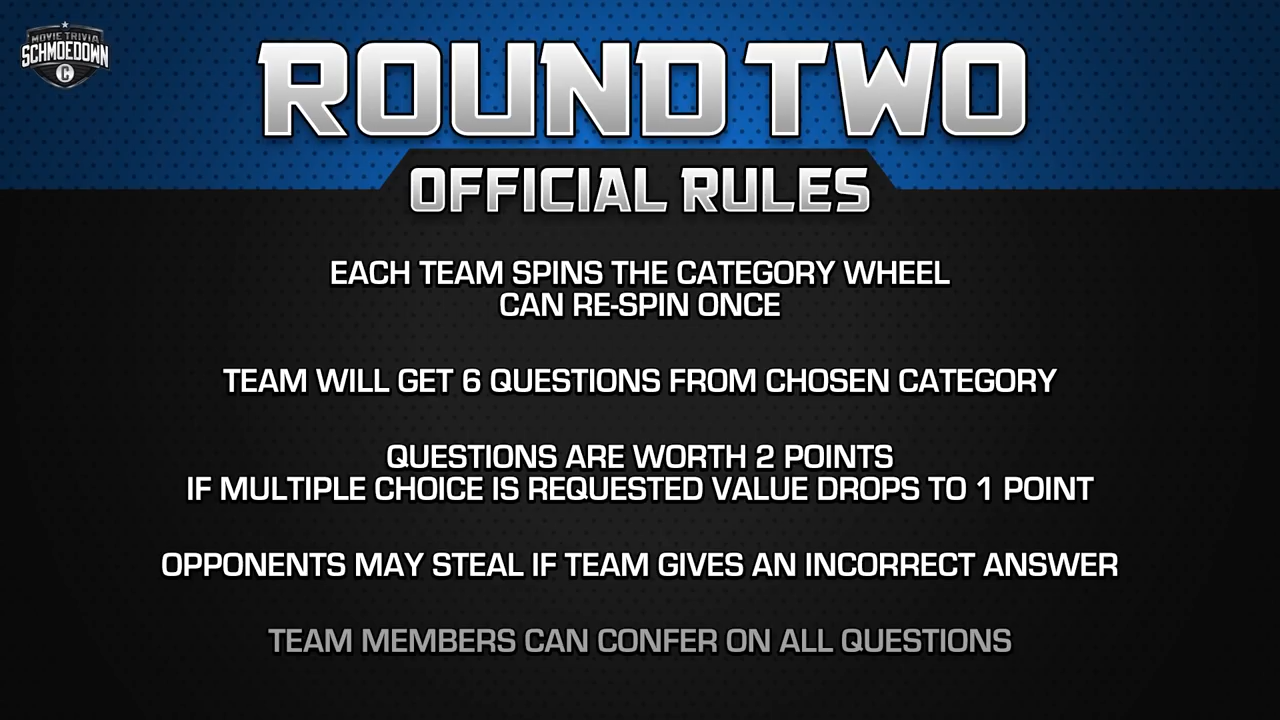 MOVIE TRIVIA
SCHMOEDOWN
C
ROUND TWO
OFFICIAL RULES
EACH TEAM SPINS THE CATEGORY WHEEL
CAN RE-SPIN ONCE
TEAM WILL GET 6 QUESTIONS FROM CHOSEN CATEGORY
QUESTIONS ARE WORTH 2 POINTS
IF MULTIPLE CHOICE IS REQUESTED VALUE DROPS TO 1 POINT
OPPONENTS MAY STEAL IF TEAM GIVES AN INCORRECT ANSWER
TEAM MEMBERS CAN CONFER ON ALL QUESTIONS